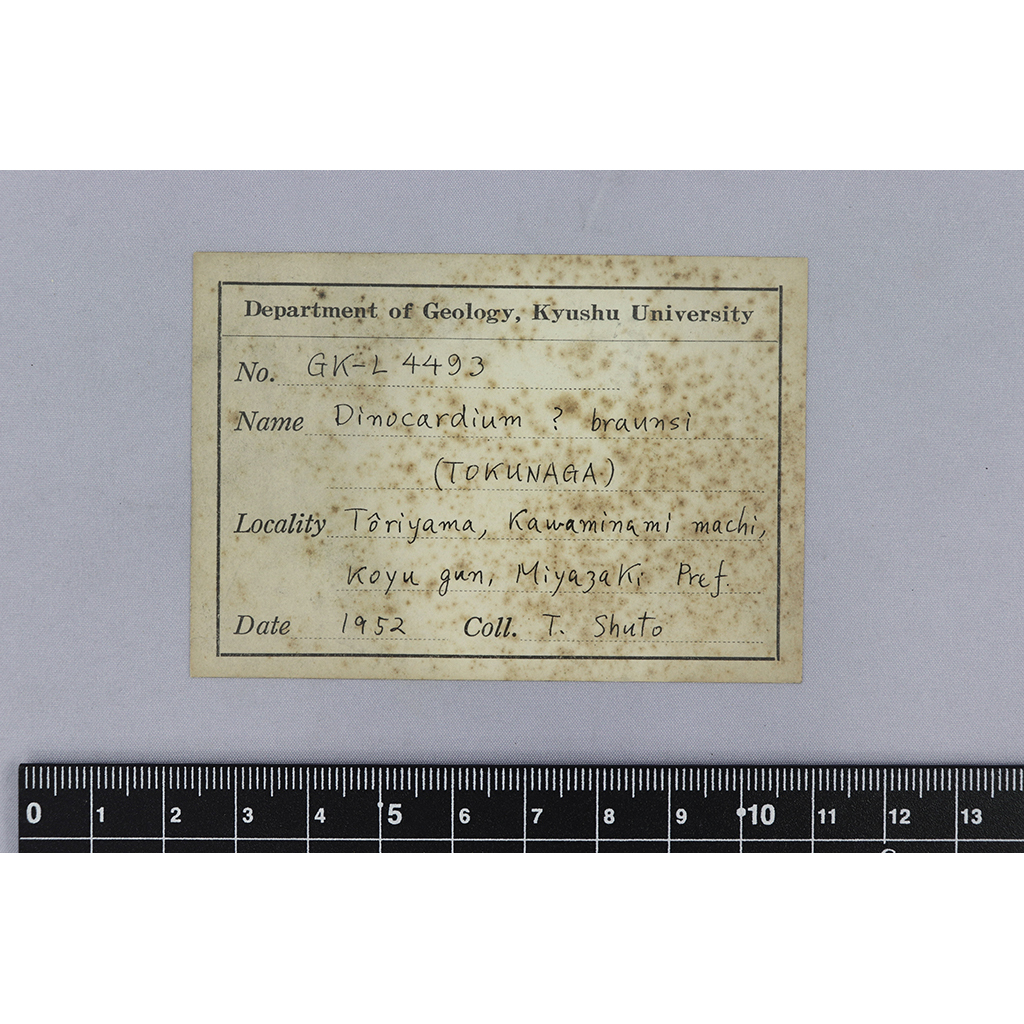 Department of Geology, Kyushu University
No. GK-L 4493
Name Dinocardium ? braunsi
(TOKUNAGA)
Locality Tôriyama, Kawaminami machi,
Koyu gun, Miyazaki Pref.
Date 1952 Coll. T. Shuto
0 1 2 3 4 5 6 7 8 9 10 11 12 13